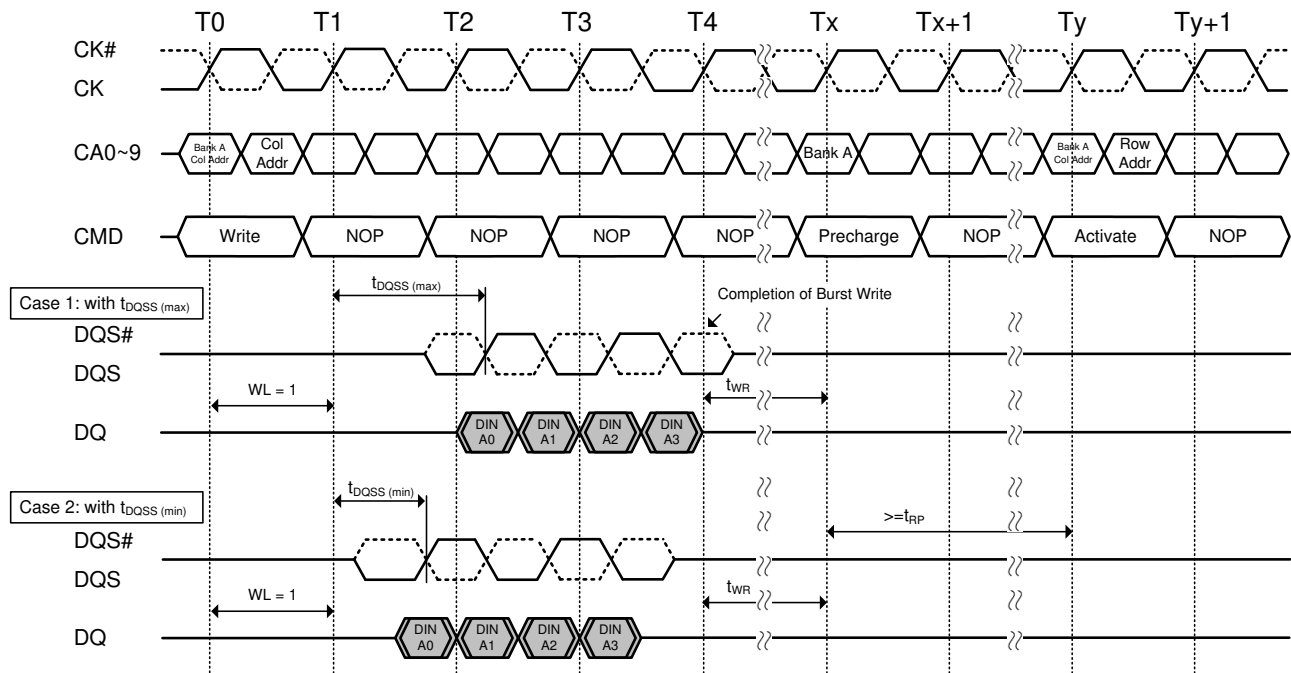 T0 T1 T2 T3 T4 Tx Tx+1 Ty Ty+1
CK#
CK
CA0~9
Bank A
Col Addr
Col
Addr
Bank A
Bank A
Col Addr
Row
Addr
CMD
Write NOP NOP NOP NOP Precharge NOP Activate NOP
Case 1: with tDQSS (max)
tDQSS (max)
Completion of Burst Write
DQS#
DQS
WL = 1
tWR
DQ
DIN
A0
DIN
A1
DIN
A2
DIN
A3
Case 2: with tDQSS (min)
tDQSS (min)
>=tRP
DQS#
DQS
WL = 1
tWR
DQ
DIN
A0
DIN
A1
DIN
A2
DIN
A3